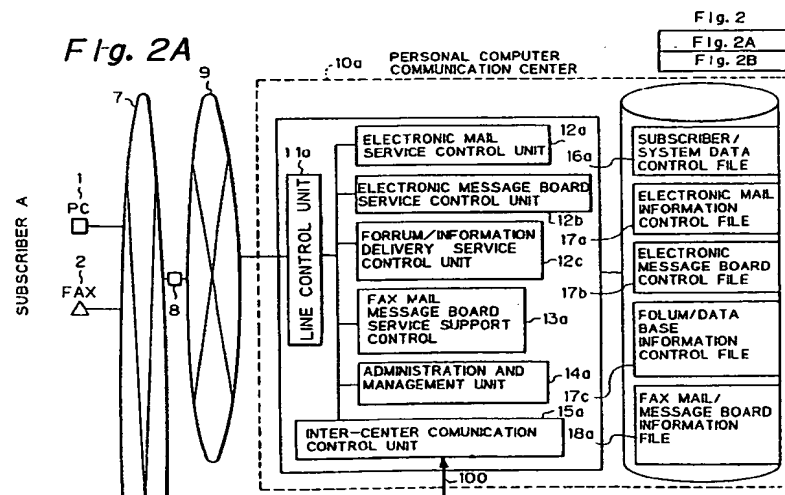 Fig. 2
Fig. 2A
Fig. 2B
Fig. 2A
7
9
10a
PERSONAL COMPUTER
COMMUNICATION CENTER
SUBSCRIBER A
1
PC
2
FAX
8
11a
LINE CONTROL UNIT
ELECTRONIC MAIL
SERVICE CONTROL UNIT
12a
ELECTRONIC MESSAGE BOARD
SERVICE CONTROL UNIT
12b
FORRUM/INFORMATION
DELIVERY SERVICE
CONTROL UNIT
12c
FAX MAIL
MESSAGE BOARD
SERVICE SUPPORT
CONTROL
13a
ADMINISTRATION AND
MANAGEMENT UNIT
14a
15a
INTER-CENTER COMUNICATION
CONTROL UNIT
100
16a
SUBSCRIBER/
SYSTEM DATA
CONTROL FILE
17a
ELECTRONIC MAIL
INFORMATION
CONTROL FILE
17b
ELECTRONIC
MESSAGE BOARD
CONTROL FILE
17c
FOLUM/DATA
BASE
INFORMATION
CONTROL FILE
18a
FAX MAIL/
MESSAGE BOARD
INFORMATION
FILE